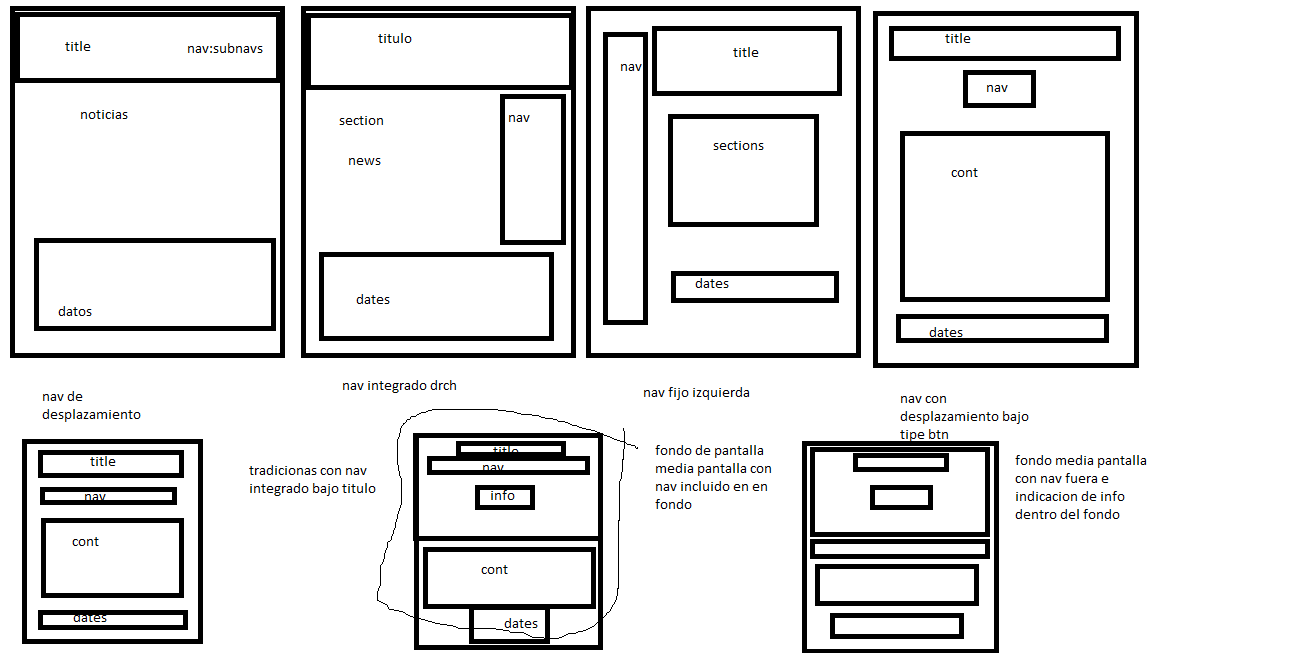 title
nav:subnavs
noticias
datos
titulo
section
nav
news
dates
nav
title
sections
dates
title
nav
cont
dates
nav de
desplazamiento
nav integrado drch
nav fijo izquierda
nav con
desplazamiento bajo
tipe btn
title
nav
cont
dates
tradicionas con nav
integrado bajo titulo
title
nav
info
cont
dates
fondo de pantalla
media pantalla con
nav incluido en en
fondo
fondo media pantalla
con nav fuera e
indicacion de info
dentro del fondo